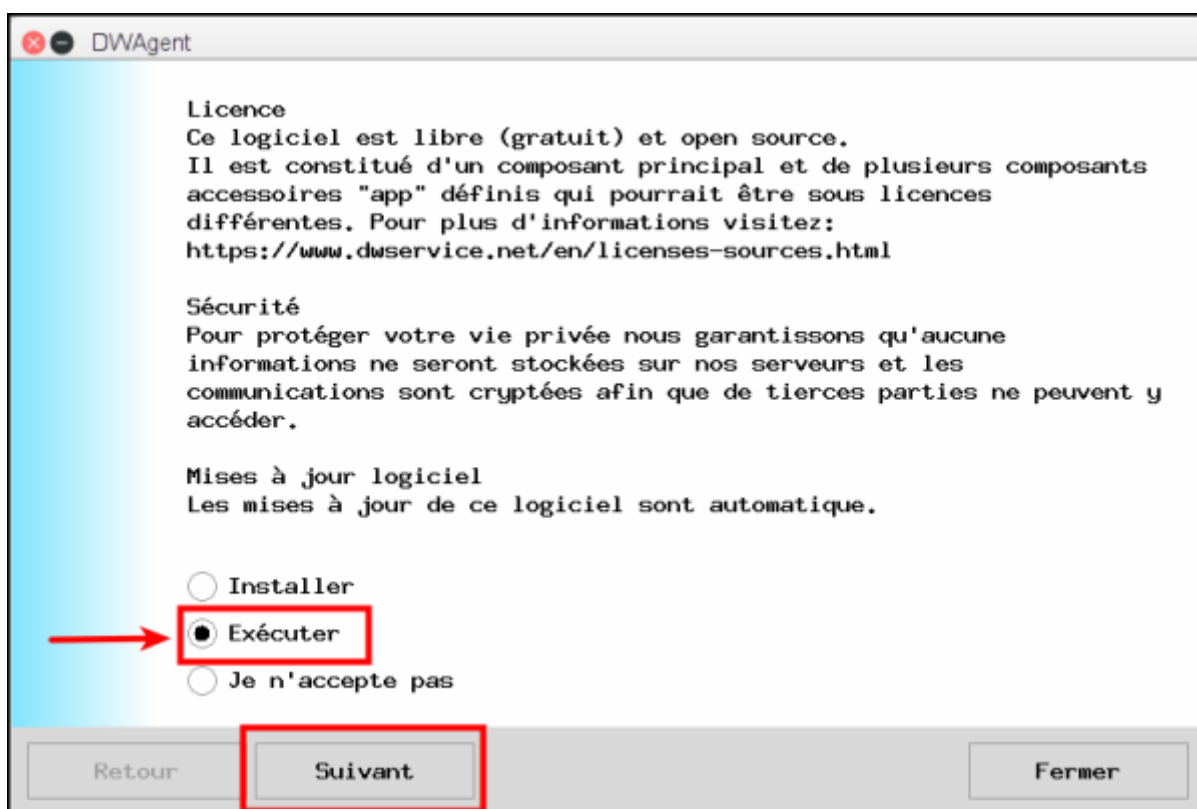 DWAgent
Licence
Ce logiciel est libre (gratuit) et open source.
Il est constitué d'un composant principal et de plusieurs composants
accessoires "app" définis qui pourrait être sous licences
différentes. Pour plus d'informations visitez:
https://www.dwservice.net/en/licenses-sources.html
Sécurité
Pour protéger votre vie privée nous garantissons qu'aucune
informations ne seront stockées sur nos serveurs et les
communications sont cryptées afin que de tierces parties ne peuvent y
accéder.
Mises à jour logiciel
Les mises à jour de ce logiciel sont automatique.
Installer
Exécuter
Je n'accepte pas
Retour Suivant Fermer